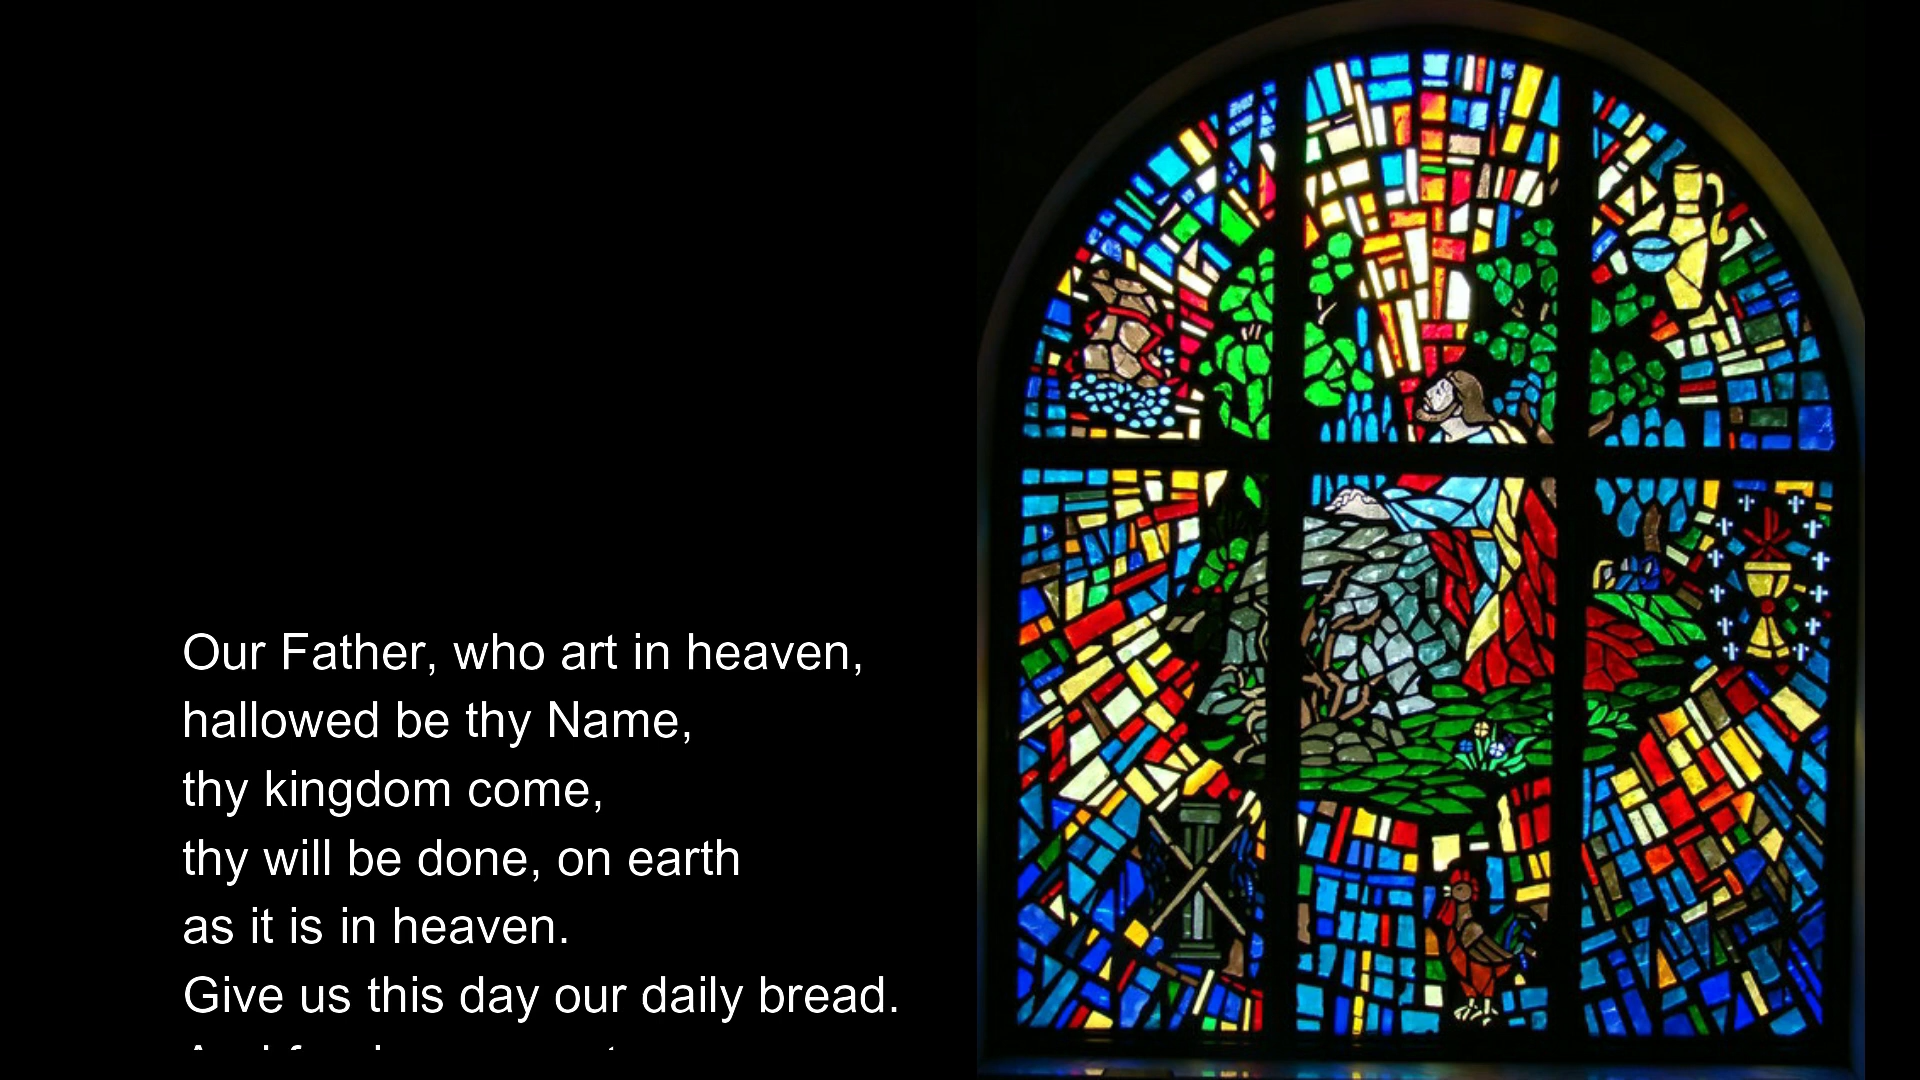 Our Father, who art in heaven,
hallowed be thy Name,
thy kingdom come,
thy will be done, on earth
as it is in heaven.
Give us this day our daily bread.